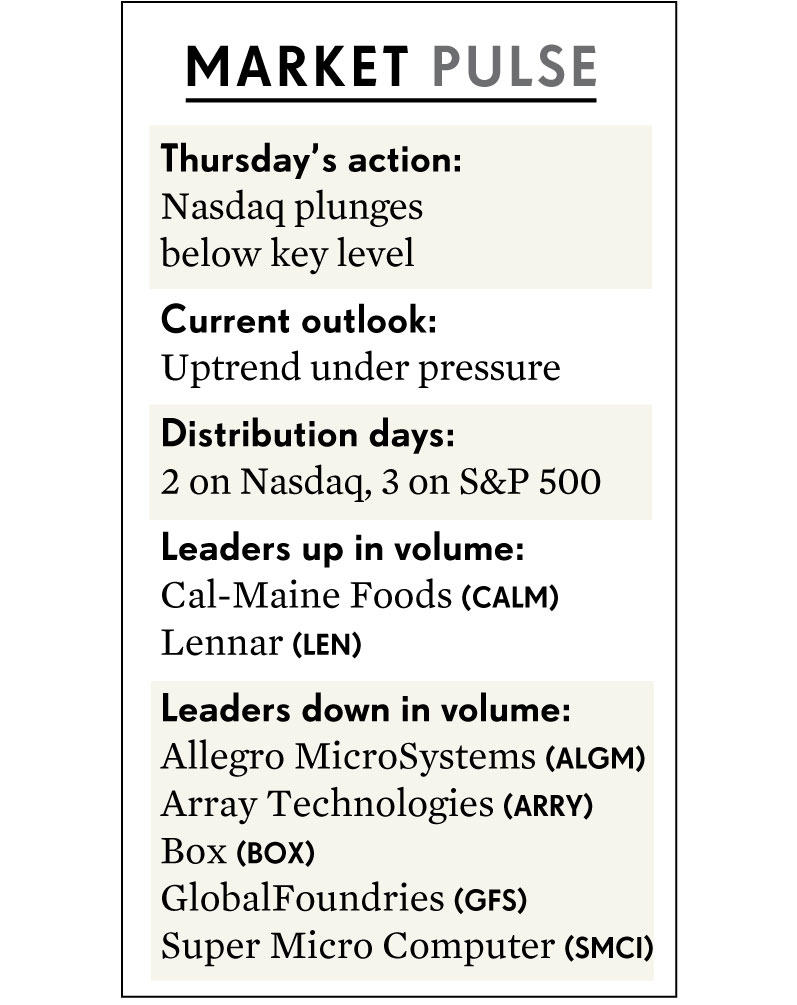 MARKET PULSE
Thursday's action:
Nasdaq plunges
below key level
Current outlook:
Uptrend under pressure
Distribution days:
2 on Nasdaq, 3 on S&P 500
Leaders up in volume:
Cal-Maine Foods (CALM)
Lennar (LEN)
Leaders down in volume:
Allegro MicroSystems (ALGM)
Array Technologies (ARRY)
Box (BOX)
GlobalFoundries (GFS)
Super Micro Computer (SMCI)